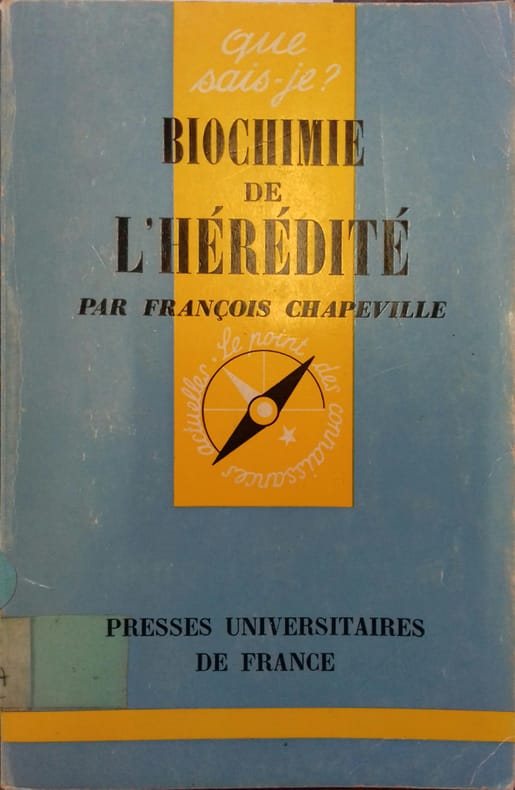 que
sais-je?
BIOCHIMIE
DE
L'HÉRÉDITÉ
PAR FRANÇOIS CHAPEVILLE
Le point des connaissances actuelles.
PRESSES UNIVERSITAIRES
DE FRANCE